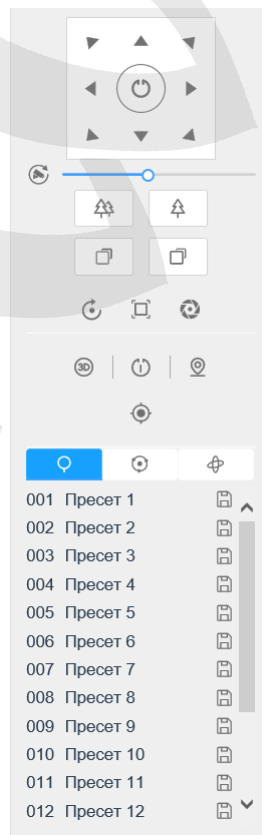 3D
001 Пресет 1
002 Пресет 2
003 Пресет 3
004 Пресет 4
005 Пресет 5
006 Пресет 6
007 Пресет 7
008 Пресет 8
009 Пресет 9
010 Пресет 10
011 Пресет 11
012 Пресет 12